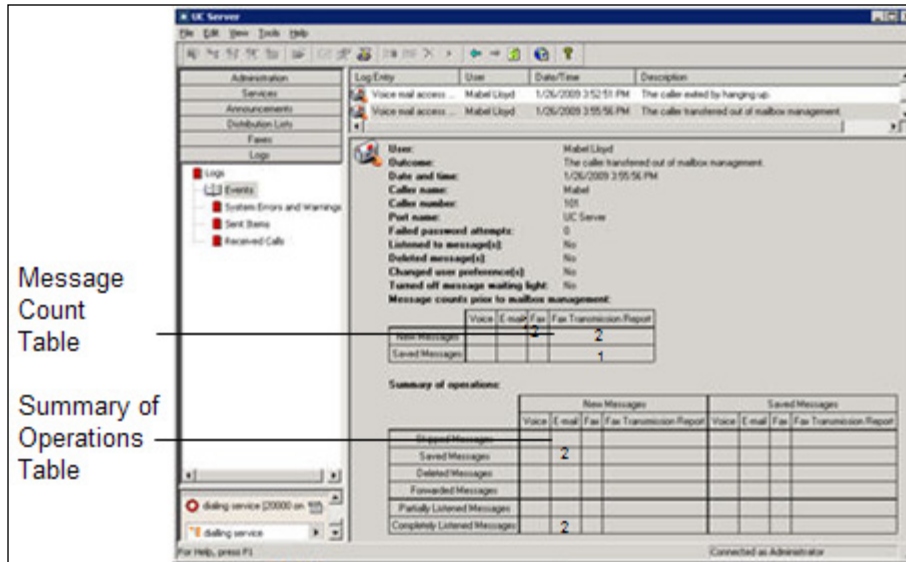 UC Server
File Edit View Tools Help
Administration
Services
Announcements
Distribution Lists
Faxes
Logs
Logs
Events
System Errors and Warnings
Sent Items
Received Calls
Log Entry User Date/Time Description
Voice mail access ... Mabel Lloyd 1/26/2009 3:52:51 PM The caller exited by hanging up.
Voice mail access ... Mabel Lloyd 1/26/2009 3:55:56 PM The caller transferred out of mailbox management.
User: Mabel Lloyd
Outcome: The caller transferred out of mailbox management.
Date and time: 1/26/2009 3:55:56 PM
Caller name: Mabel
Caller number: 101
Port name: UC Server
Failed password attempts: 0
Listened to message(s): No
Deleted message(s): No
Changed user preference(s): No
Turned off message waiting light: No
Message counts prior to mailbox management:
Voice E-mail Fax Fax Transmission Report
New Messages 12 2
Saved Messages 1
Message
Count
Table
Summary of operations:
New Messages Saved Messages
Voice E-mail Fax Fax Transmission Report Voice E-mail Fax Fax Transmission Report
Skipped Messages
Saved Messages 2
Deleted Messages
Forwarded Messages
Partially Listened Messages
Completely Listened Messages 2
Summary of
Operations
Table
dialing service [20000 on
dialling service
For Help, press F1
Connected as Administrator